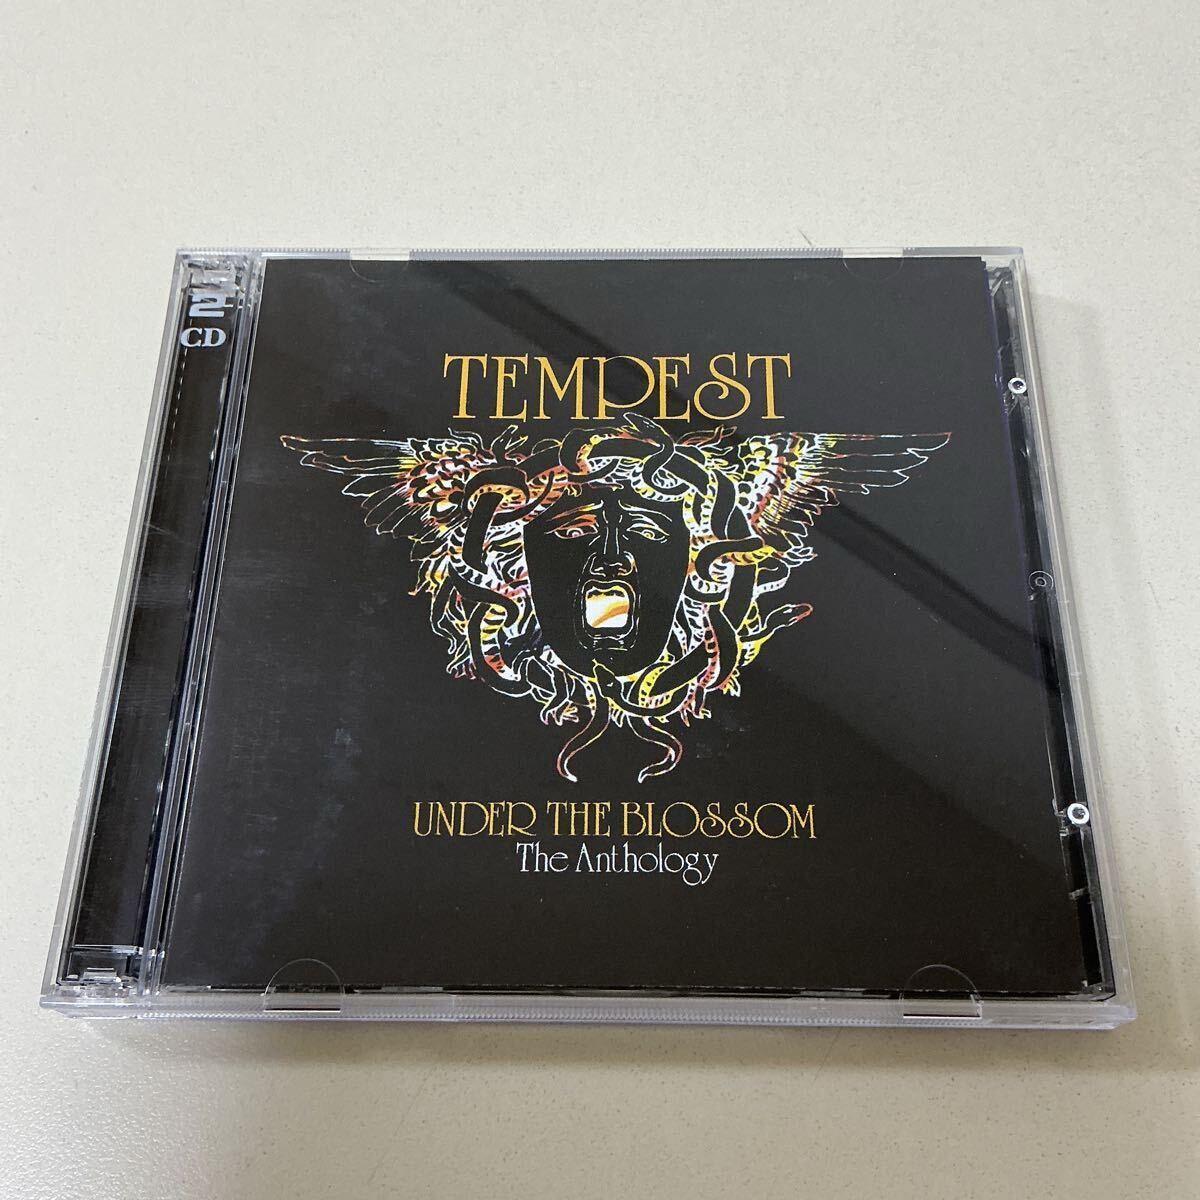 2
CD
TEMPEST
UNDER THE BLOSSOM
The Anthology